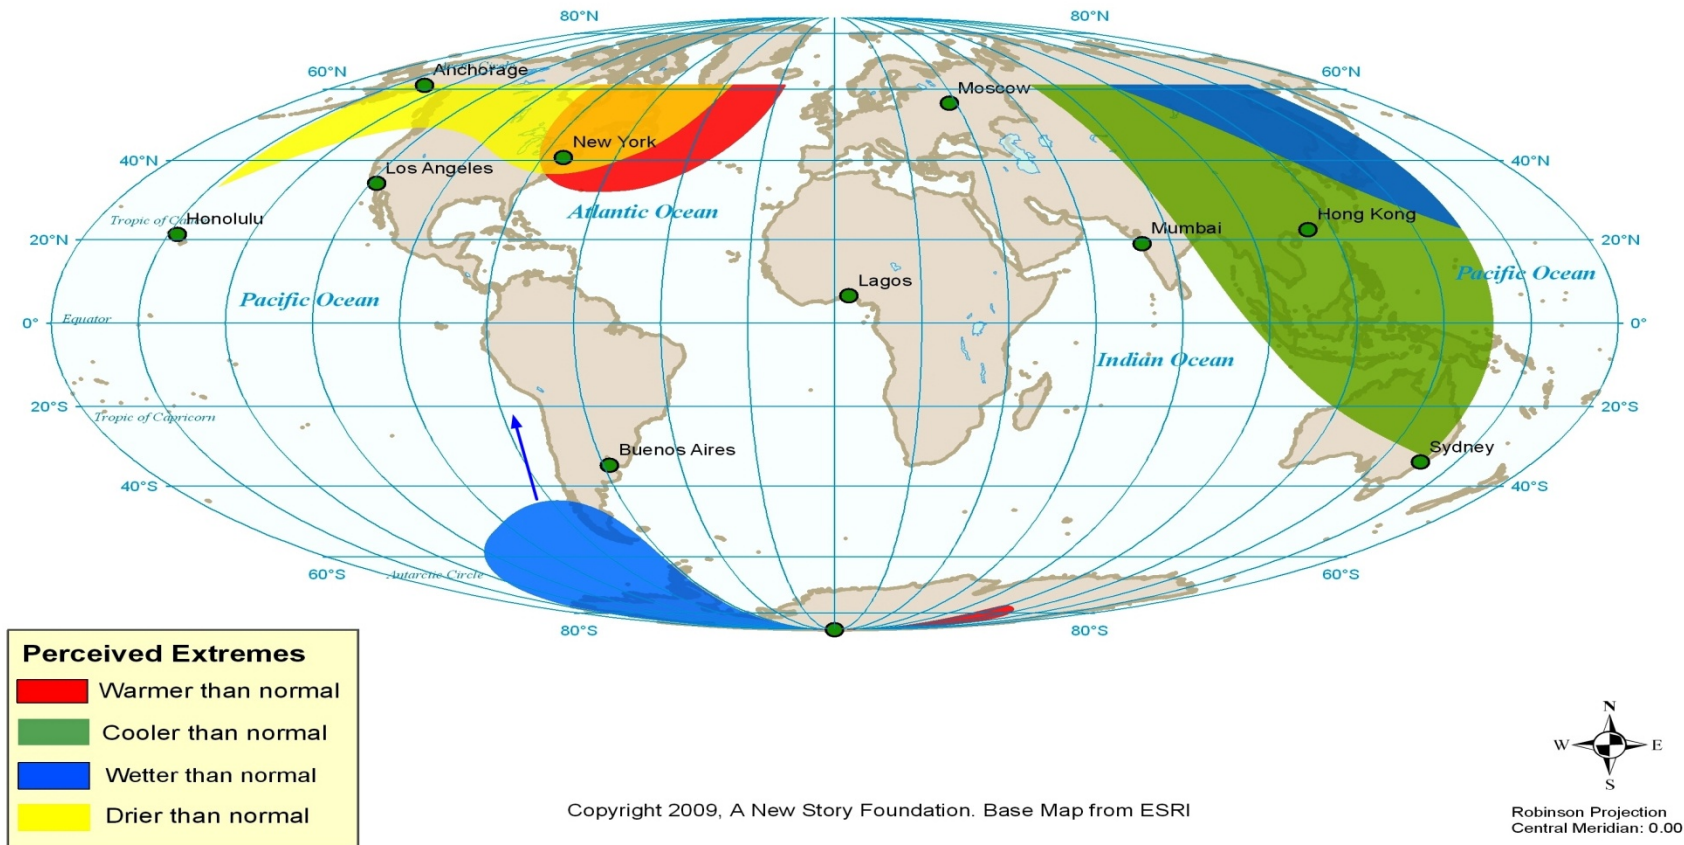 80°N
80°N
60°N
Anchorage
60°N
Moscow
New York
40°N
Los Angeles
40°N
Atlantic Ocean
Tropic of
Honolulu
Hong Kong
Mumbai
20°N
20°N
Pacific Ocean
Lagos
Pacific Ocean
Equator
0°
0°
Indian Ocean
20°S
20°S
Tropic of Capricorn
Buenos Aires
Sydney
40°S
40°S
60°S
Antarctic Circle
60°S
80°S
80°S
Perceived Extremes
Warmer than normal
Cooler than normal
Wetter than normal
Drier than normal
N
W
E
S
Copyright 2009, A New Story Foundation. Base Map from ESRI
Robinson Projection
Central Meridian: 0.00